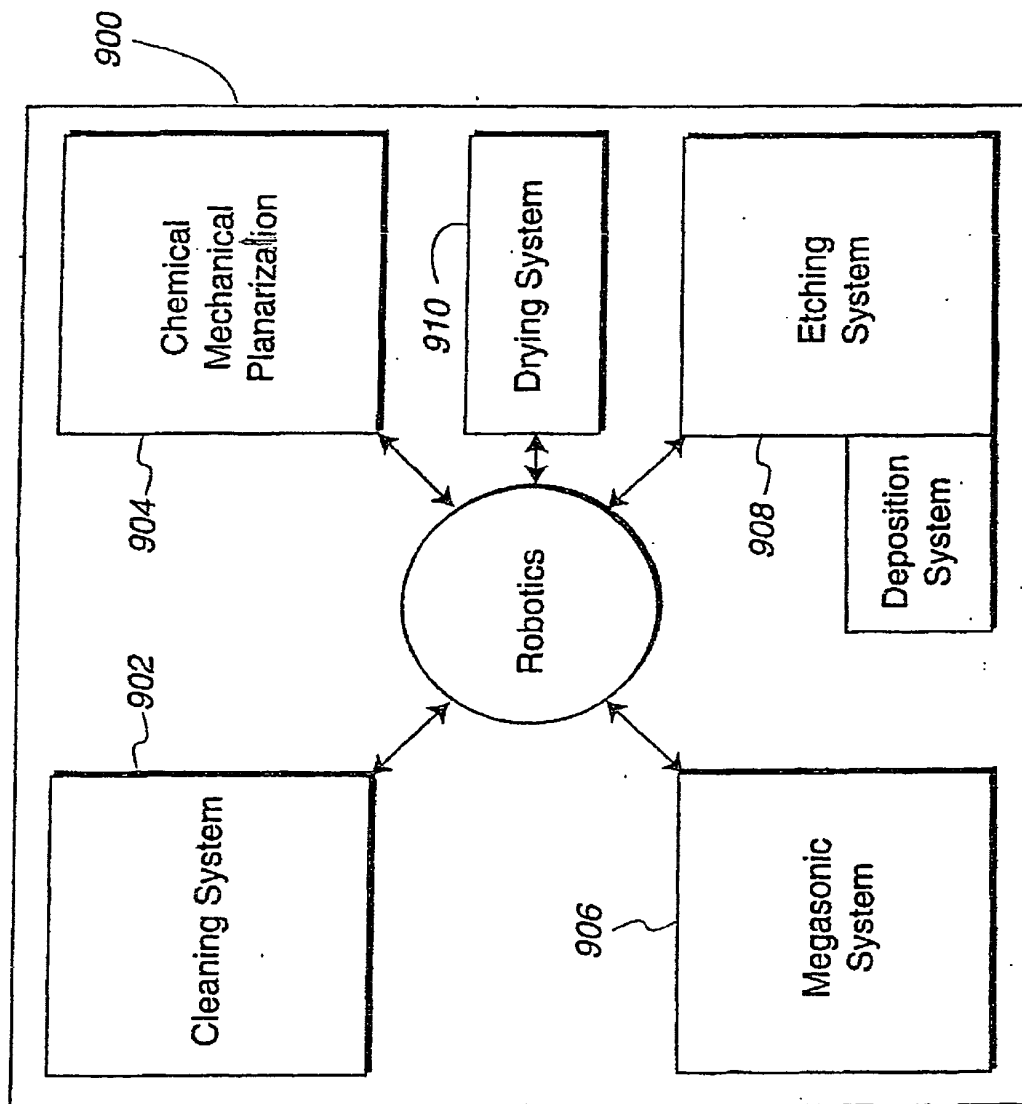 900
902
904
Cleaning System
Chemical
Mechanical
Planarization
910
Robotics
Drying System
906
908
Megasonic
System
Etching
System
Deposition
System